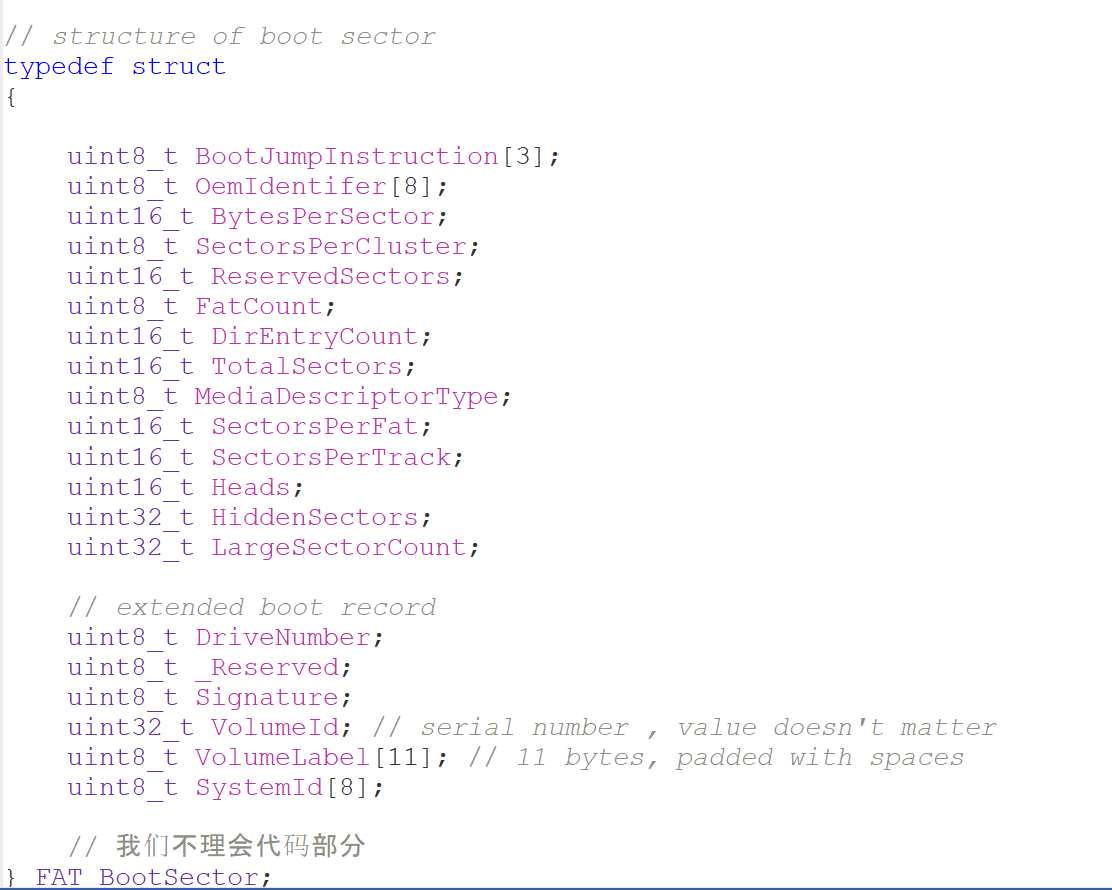 // structure of boot sector
typedef struct
{
uint8_t BootJumpInstruction[3];
uint8_t OemIdentifer[8];
uint16_t BytesPerSector;
uint8_t SectorsPerCluster;
uint16_t ReservedSectors;
uint8_t FatCount;
uint16_t DirEntryCount;
uint16_t TotalSectors;
uint8_t MediaDescriptorType;
uint16_t SectorsPerFat;
uint16_t SectorsPerTrack;
uint16_t Heads;
uint32_t HiddenSectors;
uint32_t LargeSectorCount;
// extended boot record
uint8_t DriveNumber;
uint8_t _Reserved;
uint8_t Signature;
uint32_t VolumeId; // serial number , value doesn't matter
uint8_t VolumeLabel[11]; // 11 bytes, padded with spaces
uint8_t SystemId[8];
// 我们不理会代码部分
} FAT_BootSector;